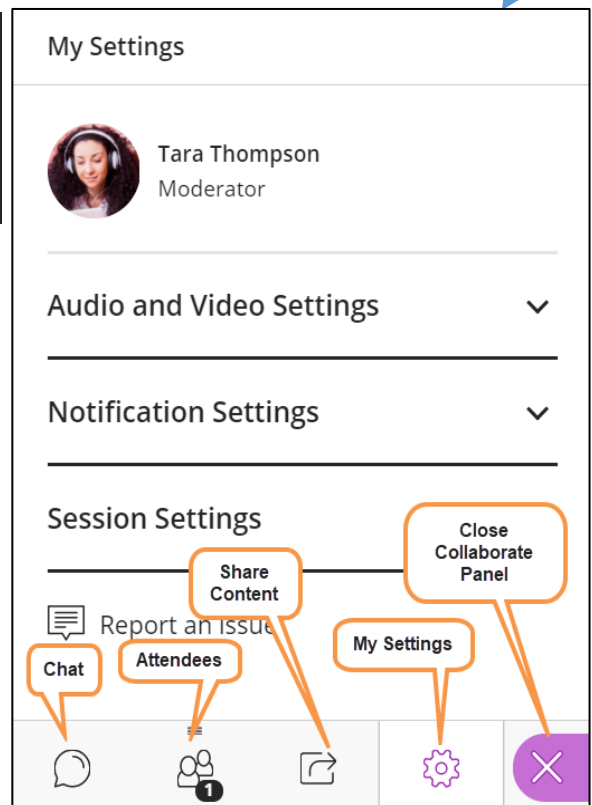 My Settings
Tara Thompson
Moderator
Audio and Video Settings
Notification Settings
Session Settings
Close
Collaborate
Panel
Share
Content
Report an issue
My Settings
Attendees
Chat
1